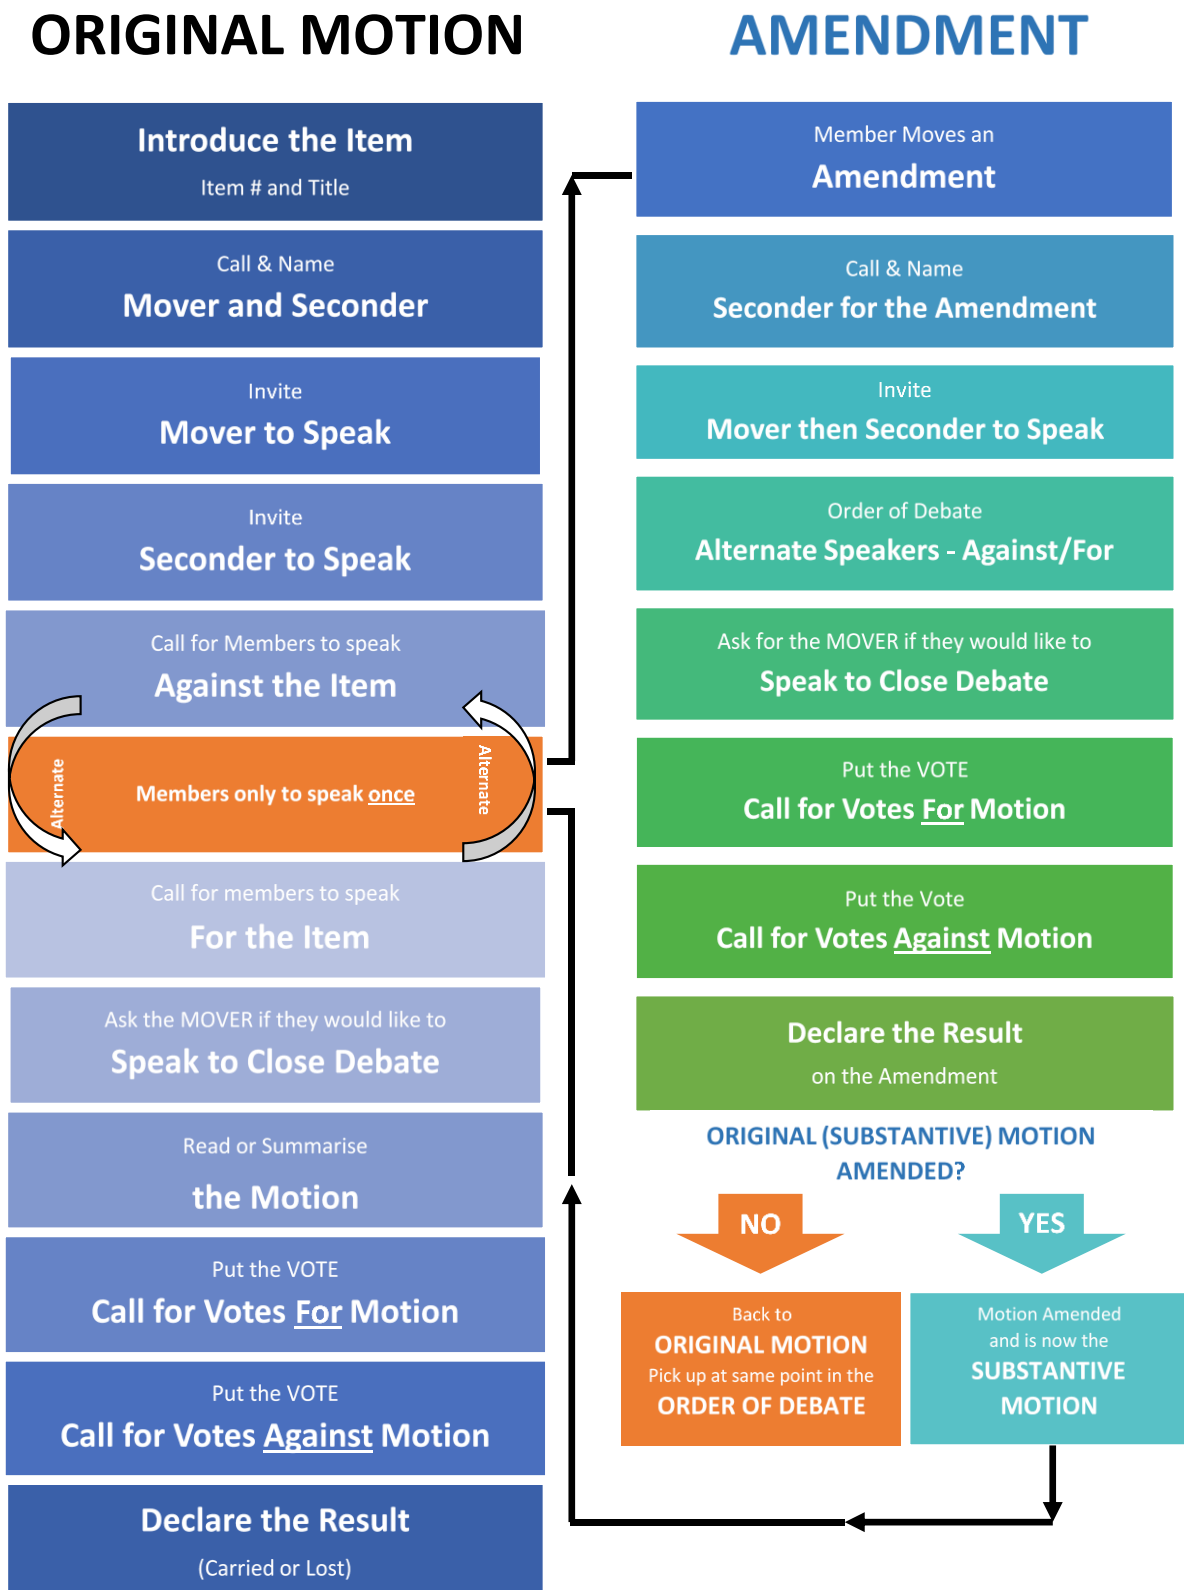 ORIGINAL MOTION
Introduce the Item
Item # and Title
Call & Name
Mover and Seconder
Invite
Mover to Speak
Invite
Seconder to Speak
Call for Members to speak
Against the Item
Alternate
Members only to speak once
Alternate
Call for members to speak
For the Item
Ask the MOVER if they would like to
Speak to Close Debate
Read or Summarise
the Motion
Put the VOTE
Call for Votes For Motion
Put the VOTE
Call for Votes Against Motion
Declare the Result
(Carried or Lost)
AMENDMENT
Member Moves an
Amendment
Call & Name
Seconder for the Amendment
Invite
Mover then Seconder to Speak
Order of Debate
Alternate Speakers - Against/For
Ask for the MOVER if they would like to
Speak to Close Debate
Put the VOTE
Call for Votes For Motion
Put the Vote
Call for Votes Against Motion
Declare the Result
on the Amendment
ORIGINAL (SUBSTANTIVE) MOTION
AMENDED?
NO
Back to
ORIGINAL MOTION
Pick up at same point in the
ORDER OF DEBATE
YES
Motion Amended
and is now the
SUBSTANTIVE
MOTION